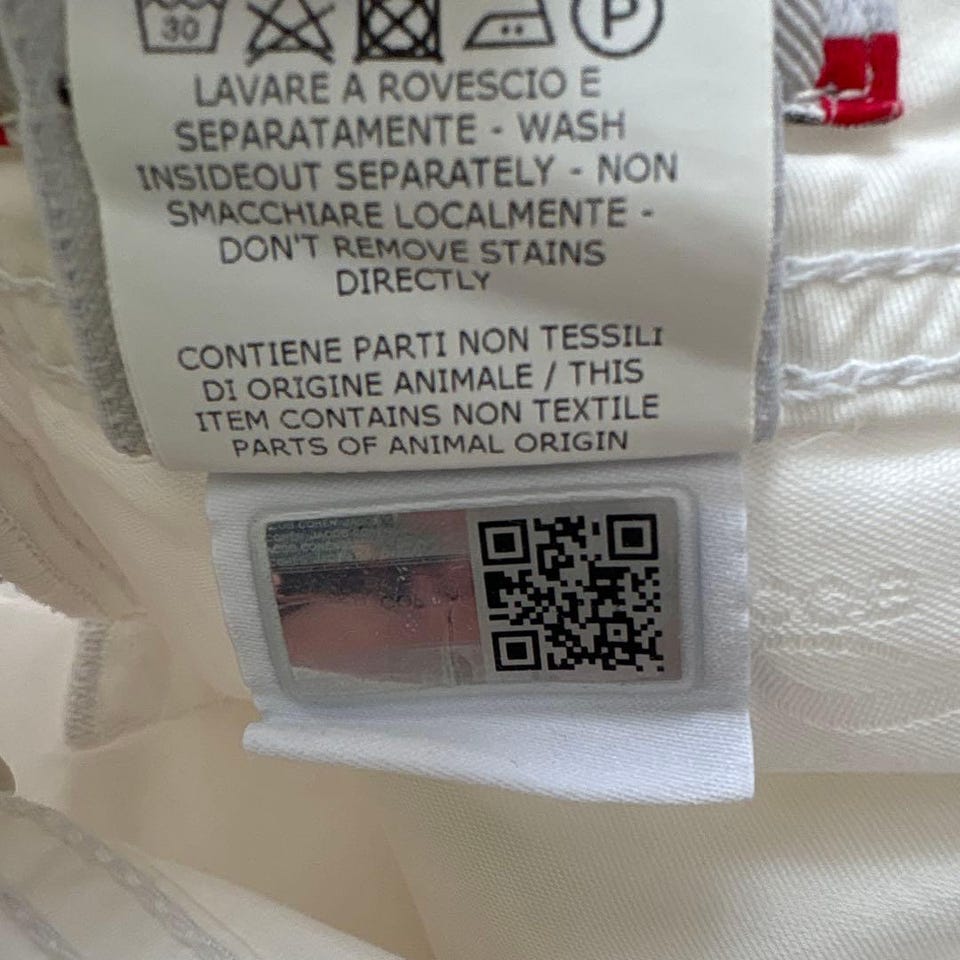 30 P
LAVARE A ROVESCIO E
SEPARATAMENTE - WASH
INSIDEOUT SEPARATELY - NON
SMACCHIARE LOCALMENTE -
DON'T REMOVE STAINS
DIRECTLY
CONTIENE PARTI NON TESSILI
DI ORIGINE ANIMALE / THIS
ITEM CONTAINS NON TEXTILE
PARTS OF ANIMAL ORIGIN